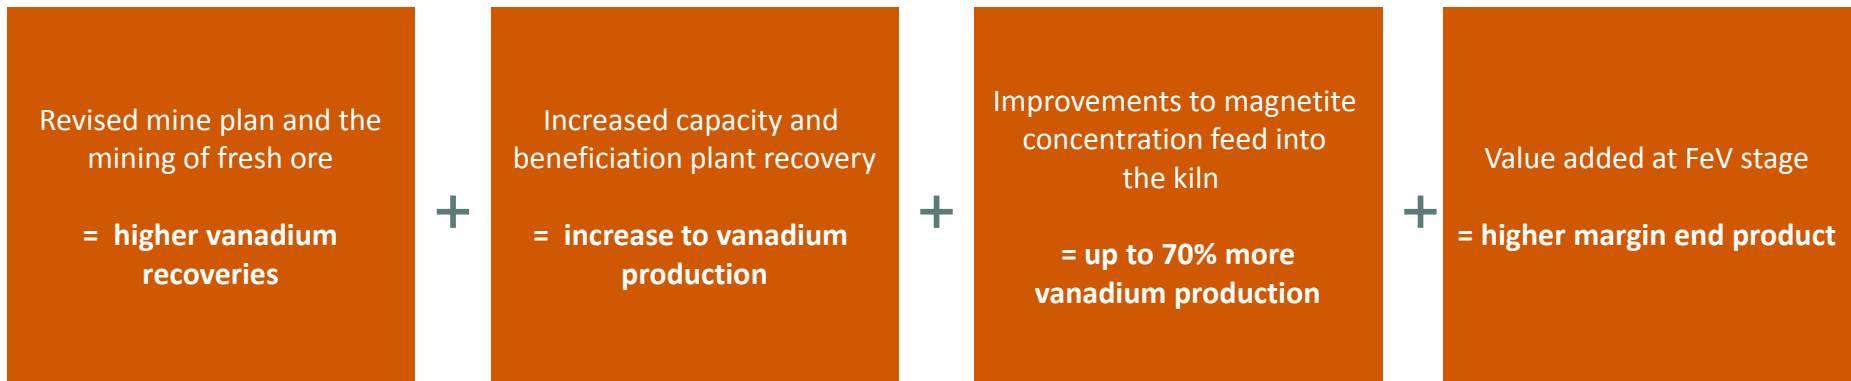 Revised mine plan and the
mining of fresh ore
= higher vanadium
recoveries
+
Increased capacity and
beneficiation plant recovery
= increase to vanadium
production
+
Improvements to magnetite
concentration feed into
the kiln
= up to 70% more
vanadium production
+
Value added at FeV stage
= higher margin end product